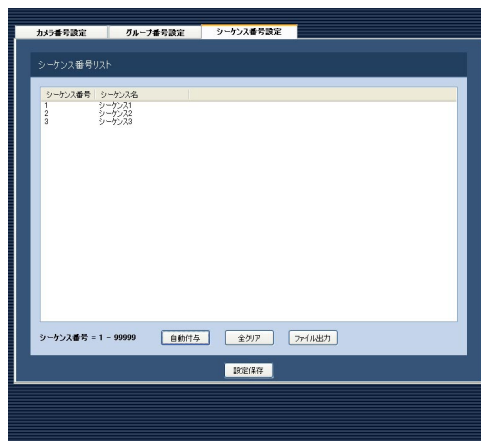 カメラ番号設定 グループ番号設定 シーケンス番号設定
シーケンス番号リスト
シーケンス番号 シーケンス名
1 シーケンス1
2 シーケンス2
3 シーケンス3
シーケンス番号 = 1 - 99999 自動付与 全クリア ファイル出力
設定保存